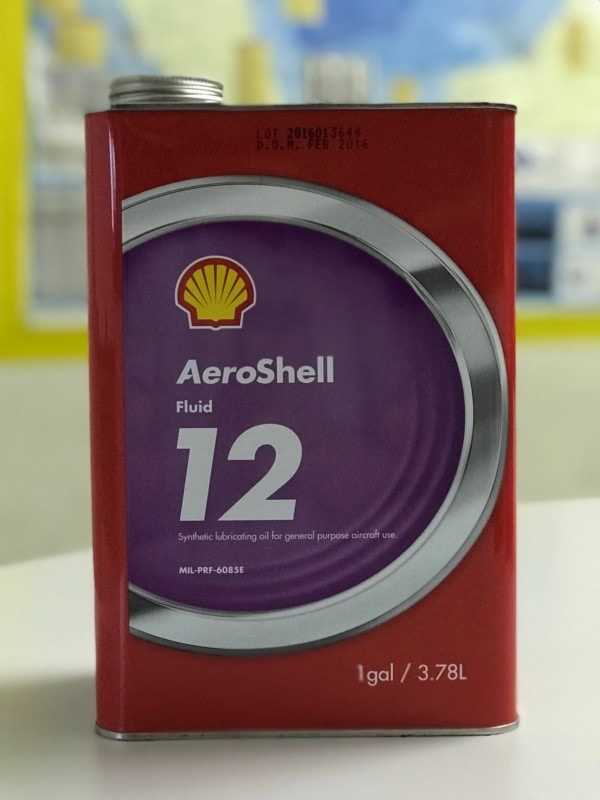 LOT 2016013644
D.O.M. FEB 2016
AeroShell
Fluid
12
Synthetic lubricating oil for general purpose aircraft use.
MIL-PRF-6085E
1gal / 3.78L